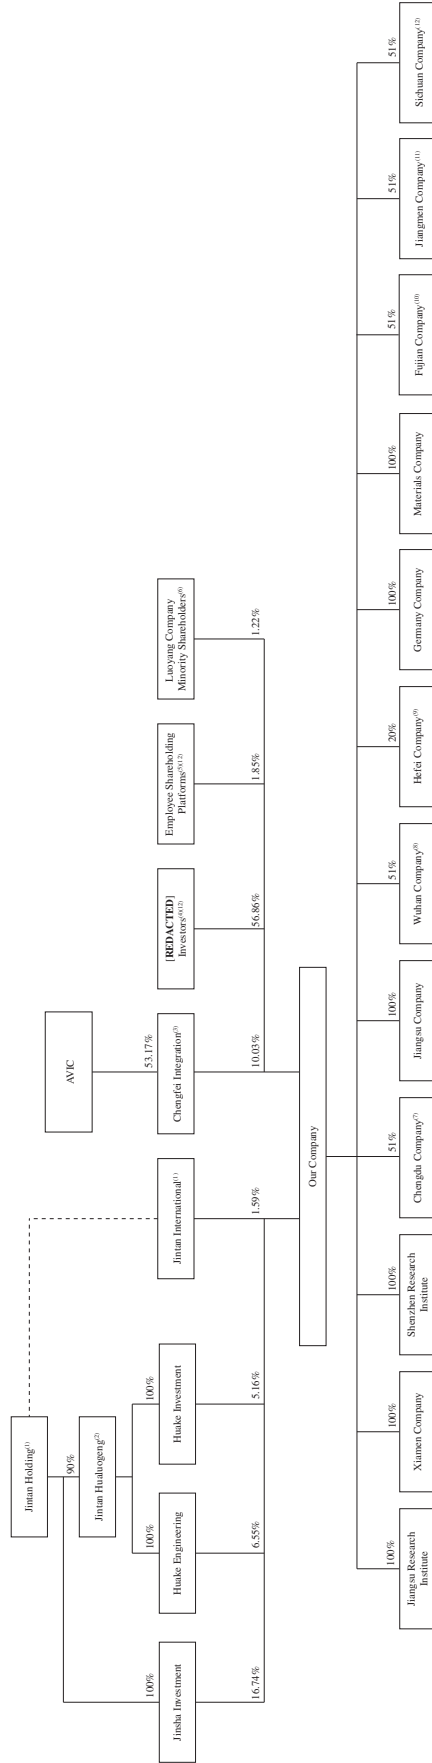 Jintan Holding(1)
90%
Jintan Hualuogeng(2)
AVIC
100%
100%
100%
53.17%
Jinsha Investment
Huake Engineering
Huake Investment
Jintan International(1)
Chengfei Integration(3)
[REDACTED]
Investors(4)(12)
Employee Shareholding
Platforms(5)(12)
Luoyang Company
Minority Shareholders(6)
16.74%
6.55%
5.16%
1.59%
10.03%
56.86%
1.85%
1.22%
Our Company
100%
100%
100%
51%
100%
51%
20%
100%
100%
51%
51%
51%
Jiangsu Research
Institute
Xiamen Company
Shenzhen Research
Institute
Chengdu Company(7)
Jiangsu Company
Wuhan Company(8)
Hefei Company(9)
Germany Company
Materials Company
Fujian Company(10)
Jiangmen Company(11)
Sichuan Company(12)